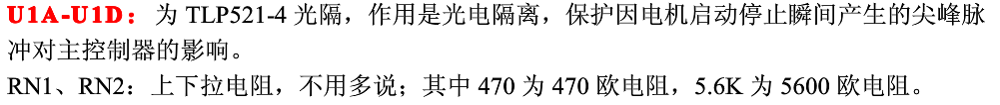 U1A-U1D：为 TLP521-4 光隔，作用是光电隔离，保护因电机启动停止瞬间产生的尖峰脉
冲对主控制器的影响。
RN1、RN2：上下拉电阻，不用多说；其中 470 为 470 欧电阻，5.6K 为 5600 欧电阻。